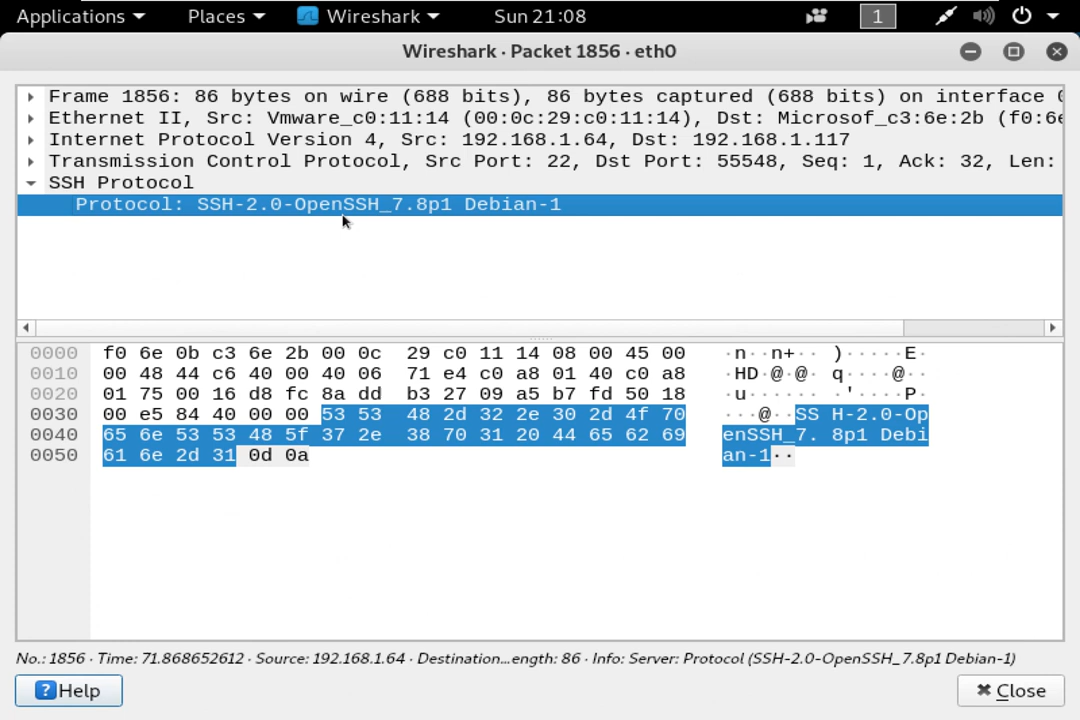 Applications Places Wireshark Sun 21:08 1
Wireshark · Packet 1856 · eth0
Frame 1856: 86 bytes on wire (688 bits), 86 bytes captured (688 bits) on interface
Ethernet II, Src: Vmware_c0:11:14 (00:0c:29:c0:11:14), Dst: Microsof_c3:6e:2b (f0:6e
Internet Protocol Version 4, Src: 192.168.1.64, Dst: 192.168.1.117
Transmission Control Protocol, Src Port: 22, Dst Port: 55548, Seq: 1, Ack: 32, Len:
SSH Protocol
Protocol: SSH-2.0-OpenSSH_7.8p1 Debian-1
0000 f0 6e 0b c3 6e 2b 00 0c 29 c0 11 14 08 00 45 00 ·n··n+·· )·····E·
0010 00 48 44 c6 40 00 40 06 71 e4 c0 a8 01 40 c0 a8 ·HD·@·@· q····@··
0020 01 75 00 16 d8 fc 8a dd b3 27 09 a5 b7 fd 50 18 ·u······ ·'····P·
0030 00 e5 84 40 00 00 53 53 48 2d 32 2e 30 2d 4f 70 ···@··SS H-2.0-Op
0040 65 6e 53 53 48 5f 37 2e 38 70 31 20 44 65 62 69 enSSH_7. 8p1 Debi
0050 61 6e 2d 31 0d 0a an-1··
No.: 1856 · Time: 71.868652612 · Source: 192.168.1.64 · Destination...ength: 86 · Info: Server: Protocol (SSH-2.0-OpenSSH_7.8p1 Debian-1)
?Help Close